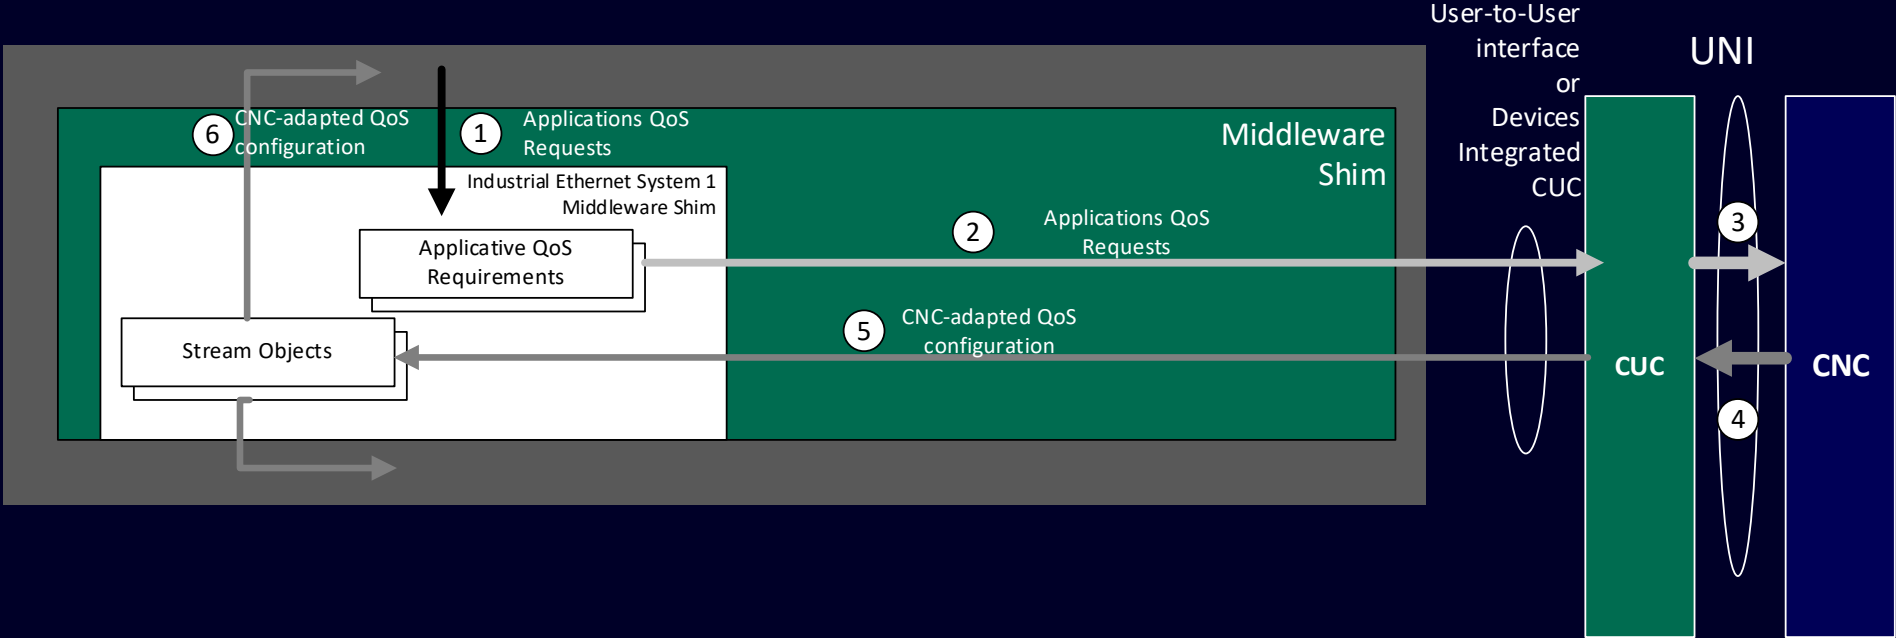 User-to-User
interface
or
Devices
Integrated
CUC
UNI
6
CNC-adapted QoS
configuration
1
Applications QoS
Requests
Middleware
Shim
Industrial Ethernet System 1
Middleware Shim
Applicative QoS
Requirements
2
Applications QoS
Requests
3
Stream Objects
5
CNC-adapted QoS
configuration
CUC
CNC
4